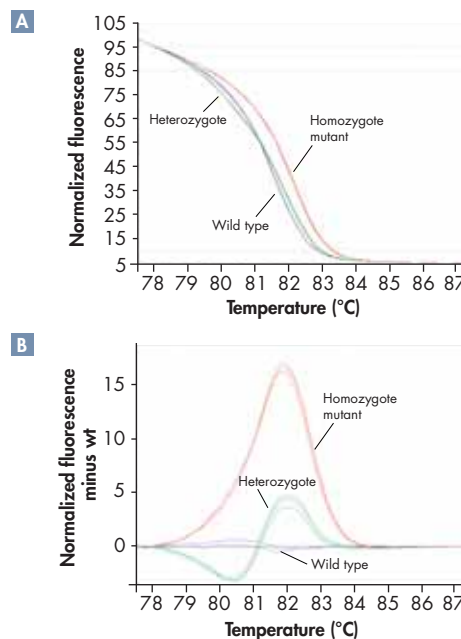 A
Normalized fluorescence
105
95
85
75
65
55
45
35
25
15
5
Heterozygote
Homozygote
mutant
Wild type
78 79 80 81 82 83 84 85 86 87
Temperature (°C)
B
Normalized fluorescence
minus wt
15
10
5
0
Homozygote
mutant
Heterozygote
Wild type
78 79 80 81 82 83 84 85 86 87
Temperature (°C)